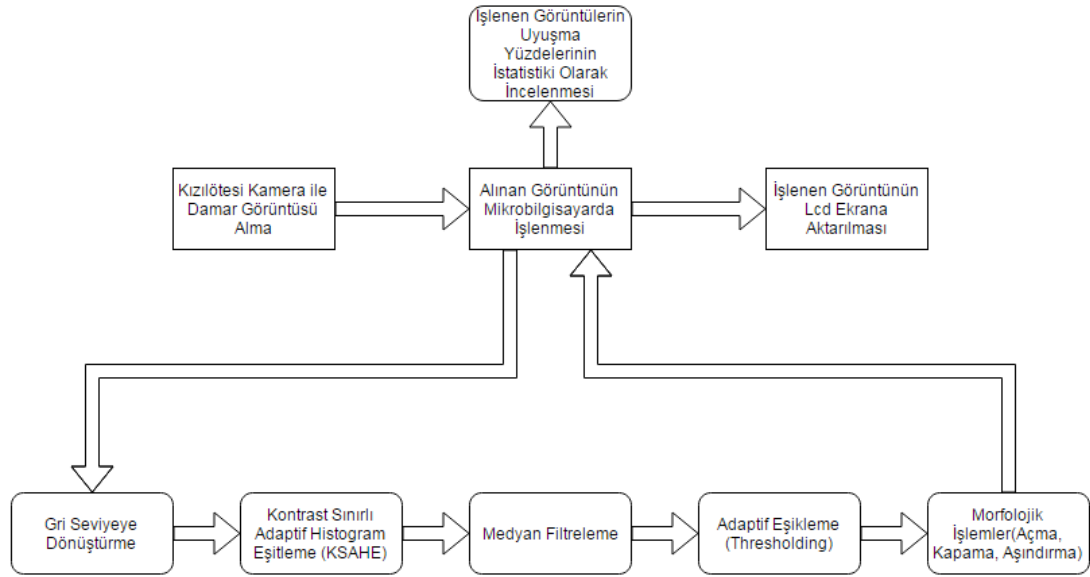 İşlenen Görüntülerin
Uyuşma
Yüzdelerinin
İstatistiki Olarak
İncelenmesi
Kızılötesi Kamera ile
Damar Görüntüsü
Alma
Alınan Görüntünün
Mikrobilgisayarda
İşlenmesi
İşlenen Görüntünün
Lcd Ekrana
Aktarılması
Gri Seviyeye
Dönüştürme
Kontrast Sınırlı
Adaptif Histogram
Eşitleme (KSAHE)
Medyan Filtreleme
Adaptif Eşikleme
(Thresholding)
Morfolojik
İşlemler(Açma,
Kapama, Aşındırma)